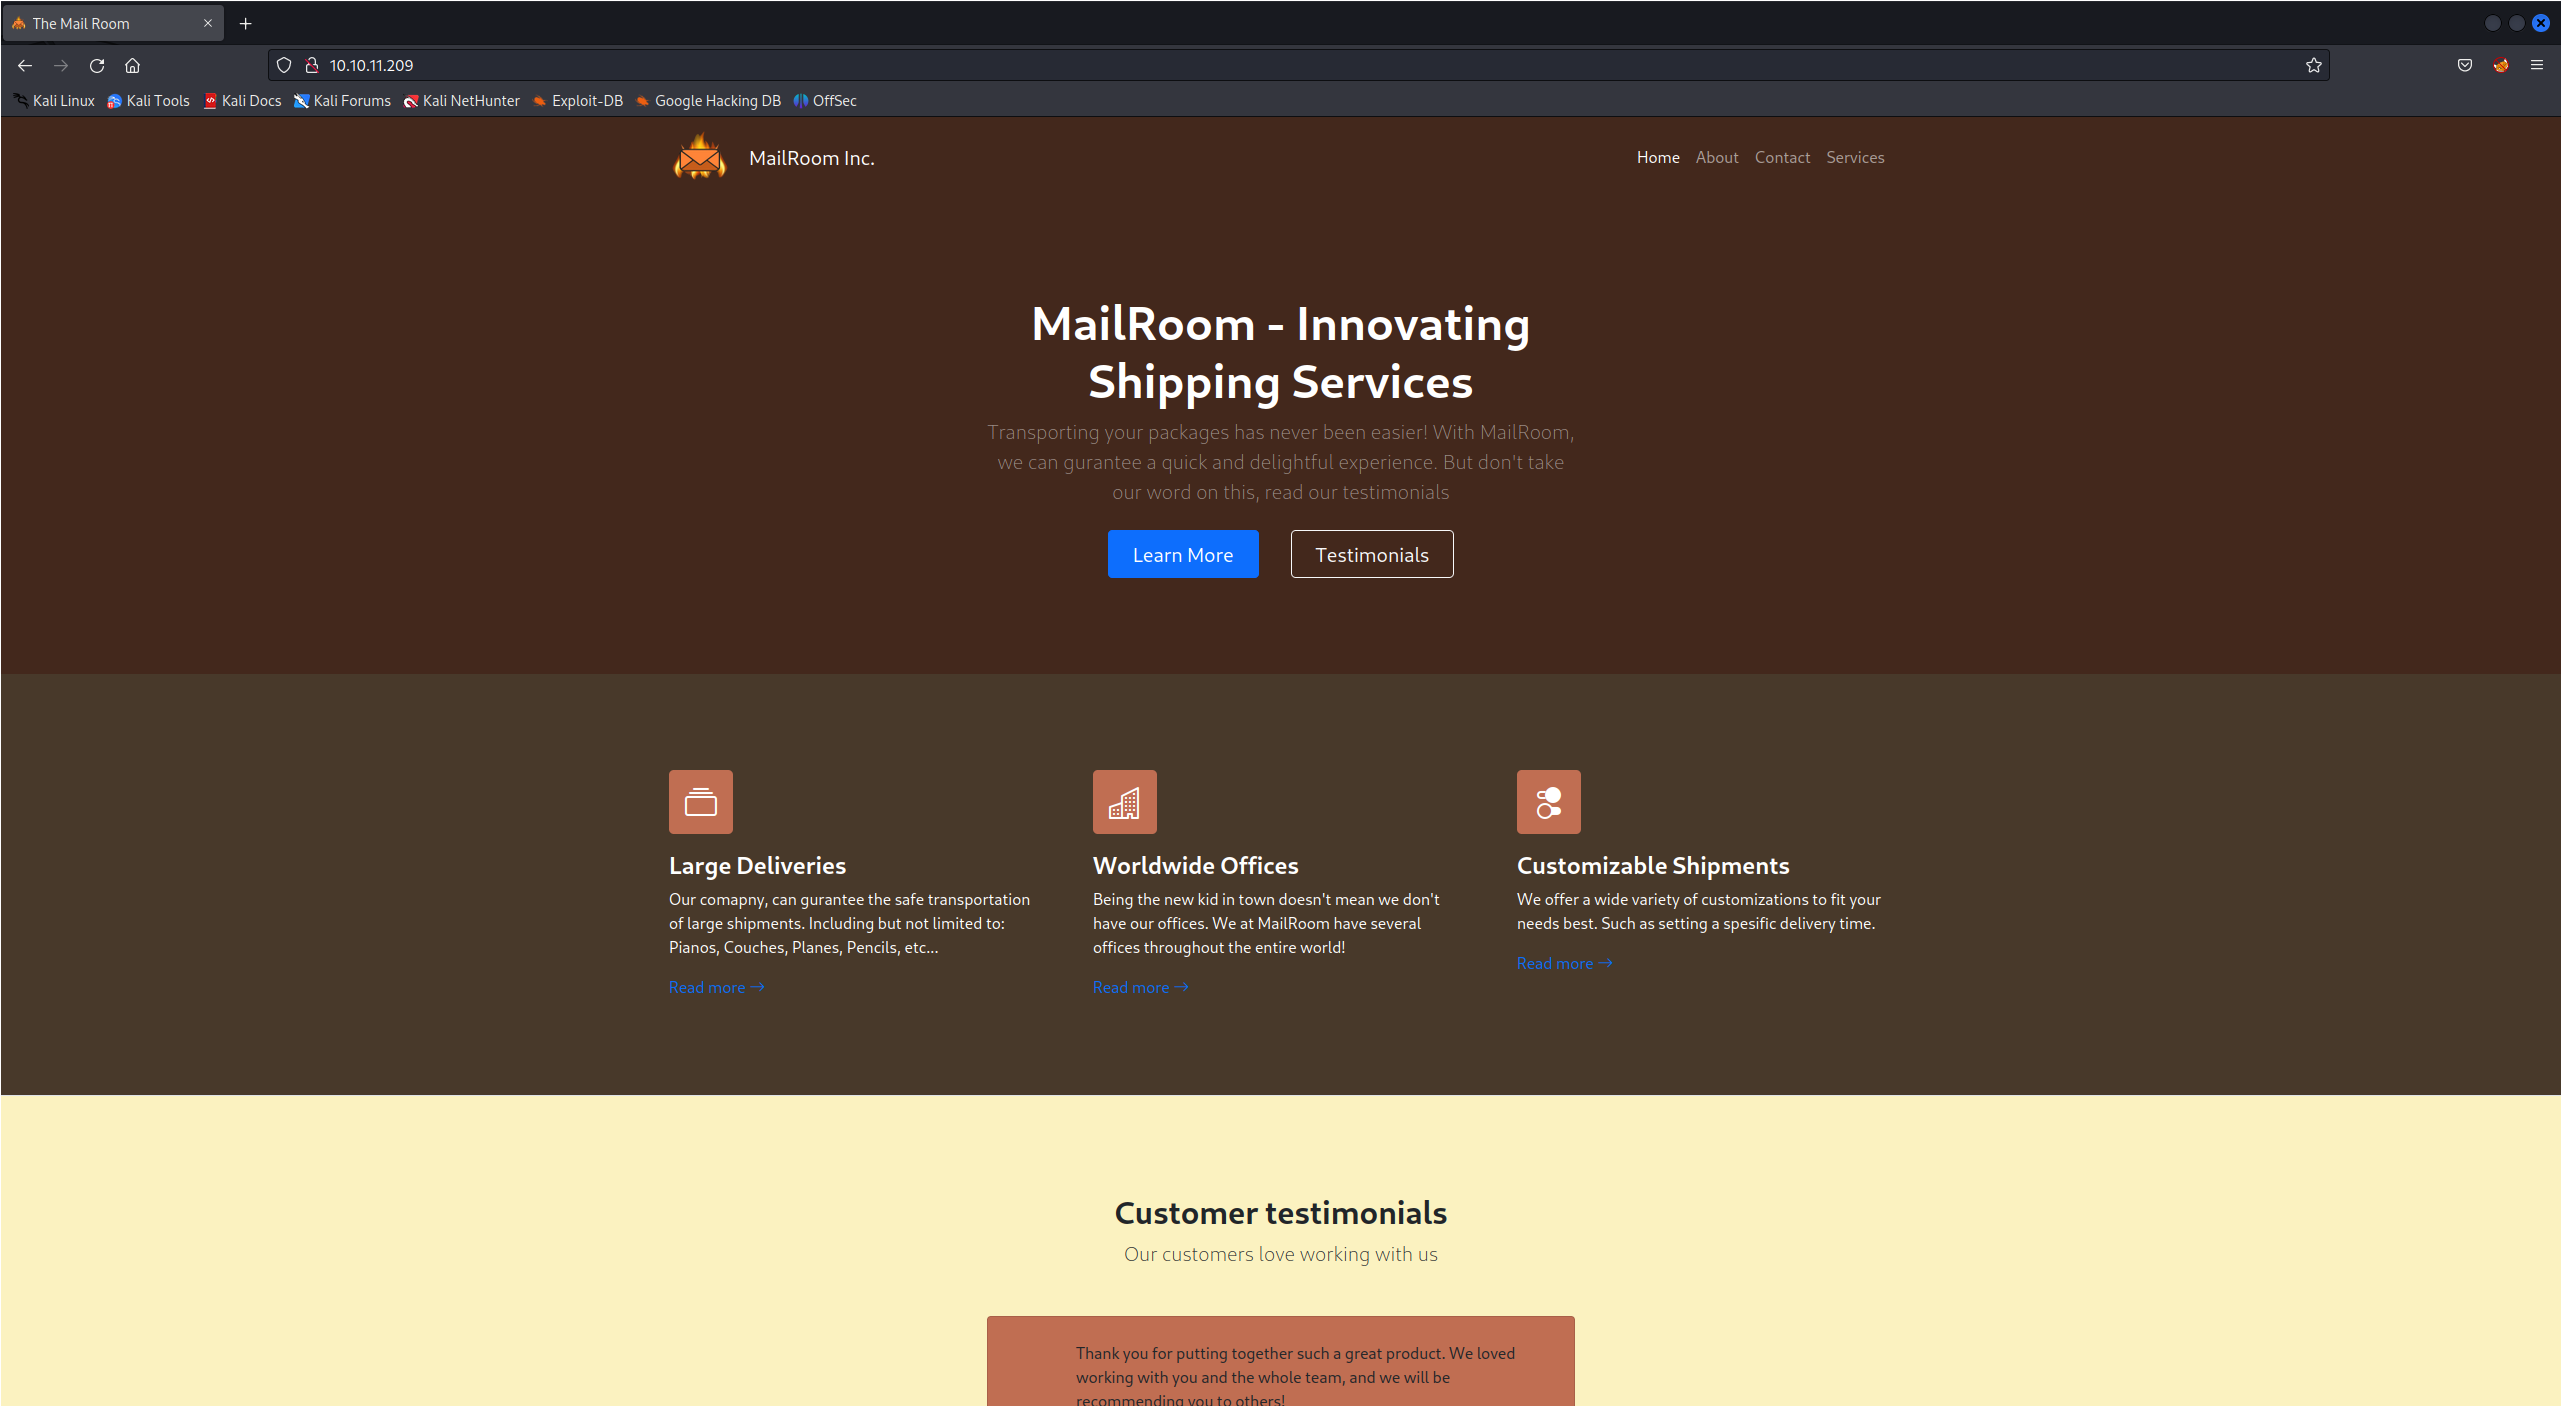 The Mail Room
10.10.11.209
Kali Linux Kali Tools Kali Docs Kali Forums Kali NetHunter Exploit-DB Google Hacking DB OffSec
MailRoom Inc.
Home About Contact Services
MailRoom - Innovating
Shipping Services
Transporting your packages has never been easier! With MailRoom,
we can gurantee a quick and delightful experience. But don't take
our word on this, read our testimonials
Learn More Testimonials
Large Deliveries
Our comapny, can gurantee the safe transportation
of large shipments. Including but not limited to:
Pianos, Couches, Planes, Pencils, etc...
Read more →
Worldwide Offices
Being the new kid in town doesn't mean we don't
have our offices. We at MailRoom have several
offices throughout the entire world!
Read more →
Customizable Shipments
We offer a wide variety of customizations to fit your
needs best. Such as setting a spesific delivery time.
Read more →
Customer testimonials
Our customers love working with us
Thank you for putting together such a great product. We loved
working with you and the whole team, and we will be
recommending you to others!